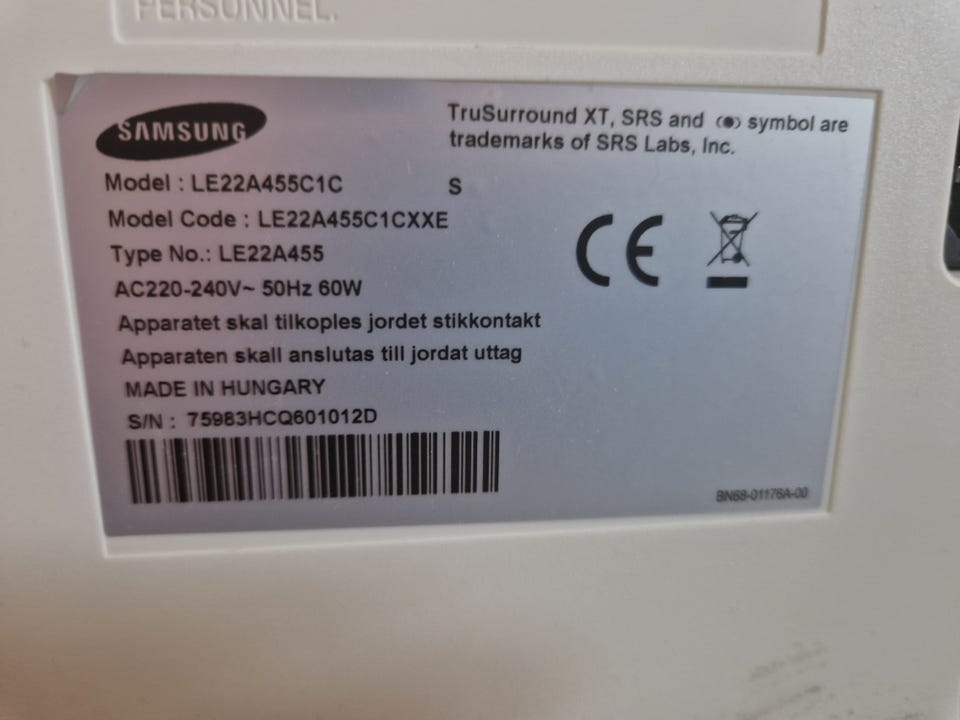 PERSONNEL.
SAMSUNG
TruSurround XT, SRS and (●) symbol are
trademarks of SRS Labs, Inc.
Model : LE22A455C1C S
Model Code : LE22A455C1CXXE
Type No.: LE22A455
AC220-240V~ 50Hz 60W
Apparatet skal tilkoples jordet stikkontakt
Apparaten skall anslutas till jordat uttag
MADE IN HUNGARY
S/N : 75983HCQ601012D
CE
BN68-01176A-00